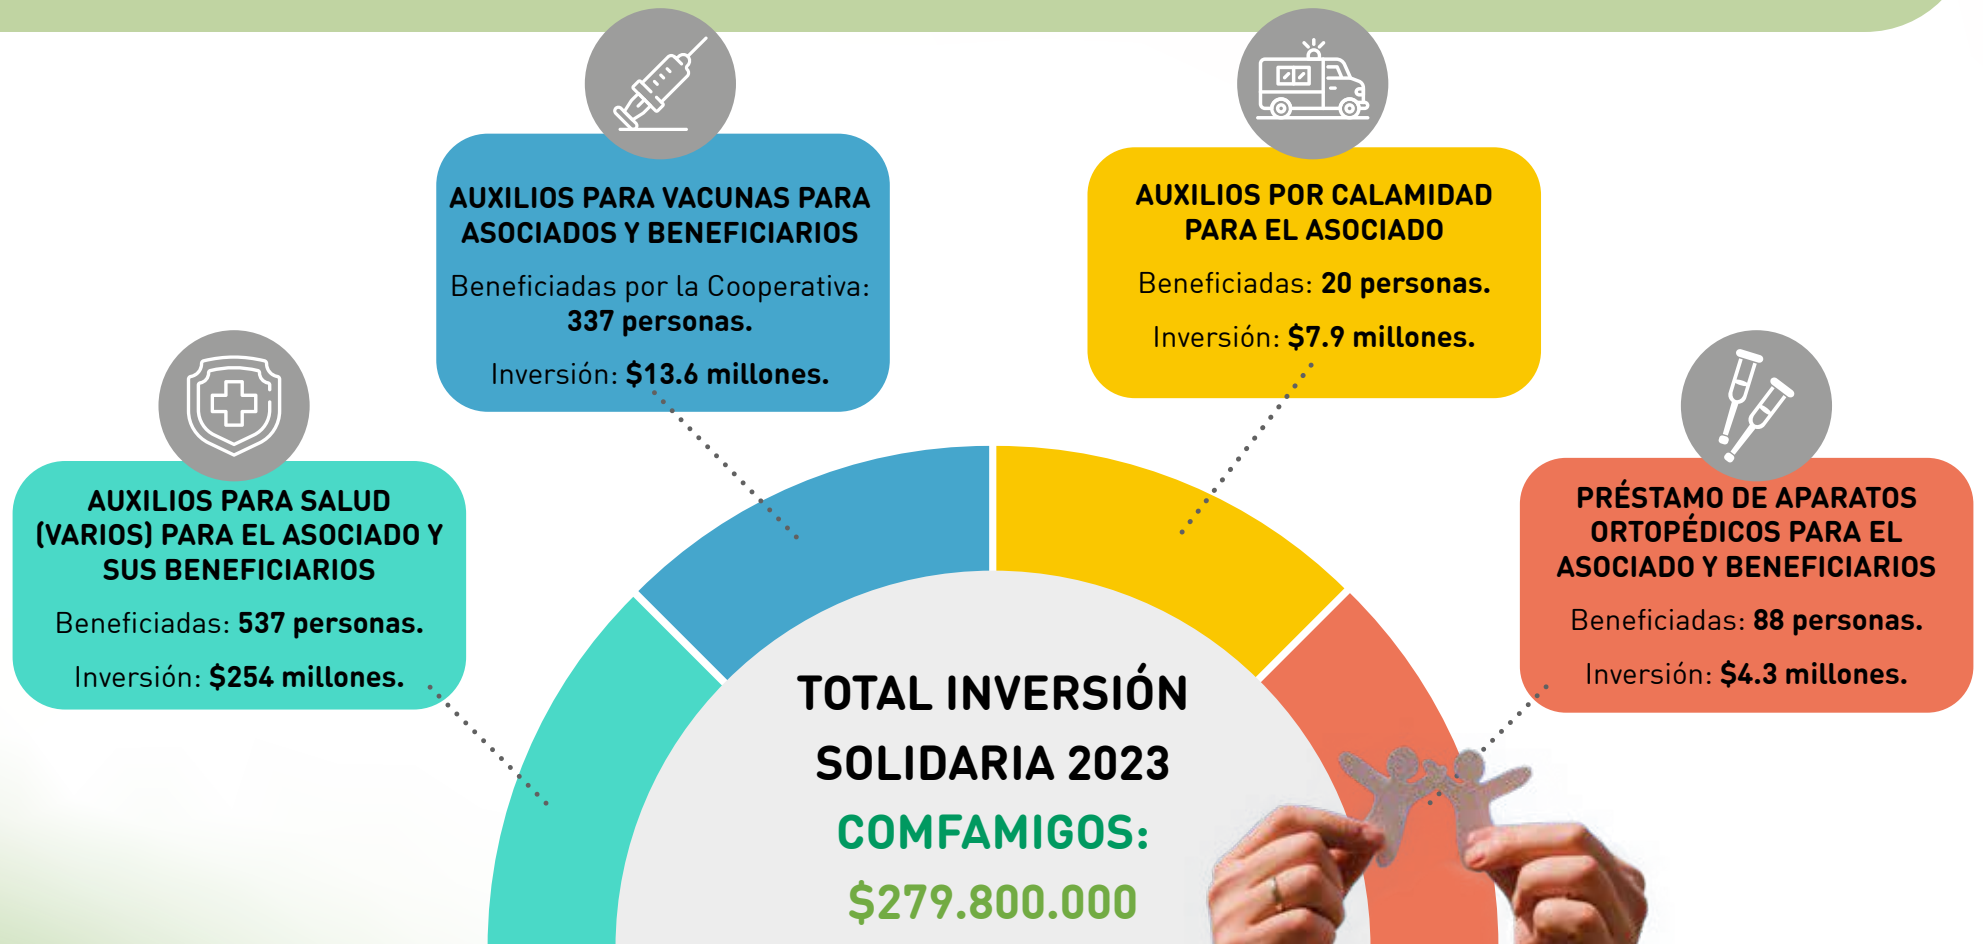 AUXILIOS PARA VACUNAS PARA
ASOCIADOS Y BENEFICIARIOS
Beneficiadas por la Cooperativa:
337 personas.
Inversión: $13.6 millones.
AUXILIOS POR CALAMIDAD
PARA EL ASOCIADO
Beneficiadas: 20 personas.
Inversión: $7.9 millones.
AUXILIOS PARA SALUD
(VARIOS) PARA EL ASOCIADO Y
SUS BENEFICIARIOS
Beneficiadas: 537 personas.
Inversión: $254 millones.
PRÉSTAMO DE APARATOS
ORTOPÉDICOS PARA EL
ASOCIADO Y BENEFICIARIOS
Beneficiadas: 88 personas.
Inversión: $4.3 millones.
TOTAL INVERSIÓN
SOLIDARIA 2023
COMFAMIGOS:
$279.800.000